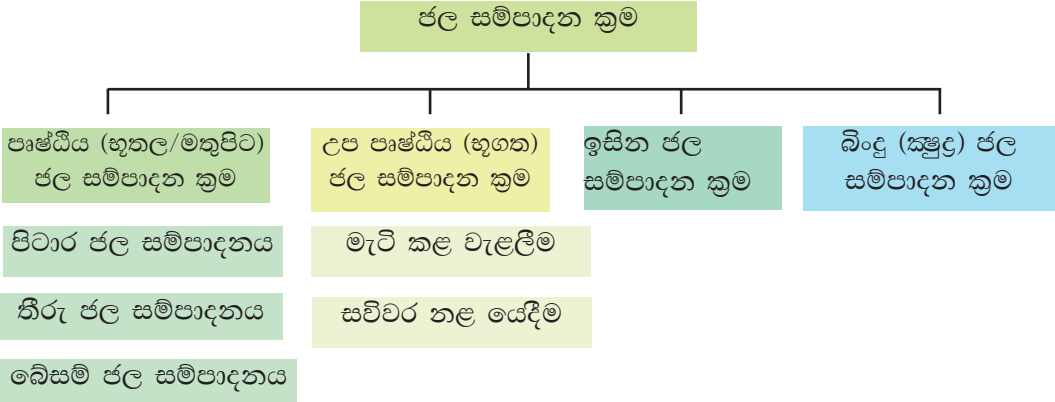 ජල සම්පාදන ක්‍රම
පෘෂ්ඨීය (භූතල/මතුපිට)
ජල සම්පාදන ක්‍රම
උප පෘෂ්ඨීය (භූගත)
ජල සම්පාදන ක්‍රම
ඉසින ජල
සම්පාදන ක්‍රම
බිංදු (ක්‍ෂුද්‍ර) ජල
සම්පාදන ක්‍රම
පිටාර ජල සම්පාදනය
තීරු ජල සම්පාදනය
බේසම් ජල සම්පාදනය
මැටි කළ වැළලීම
සවිවර නළ යෙදීම